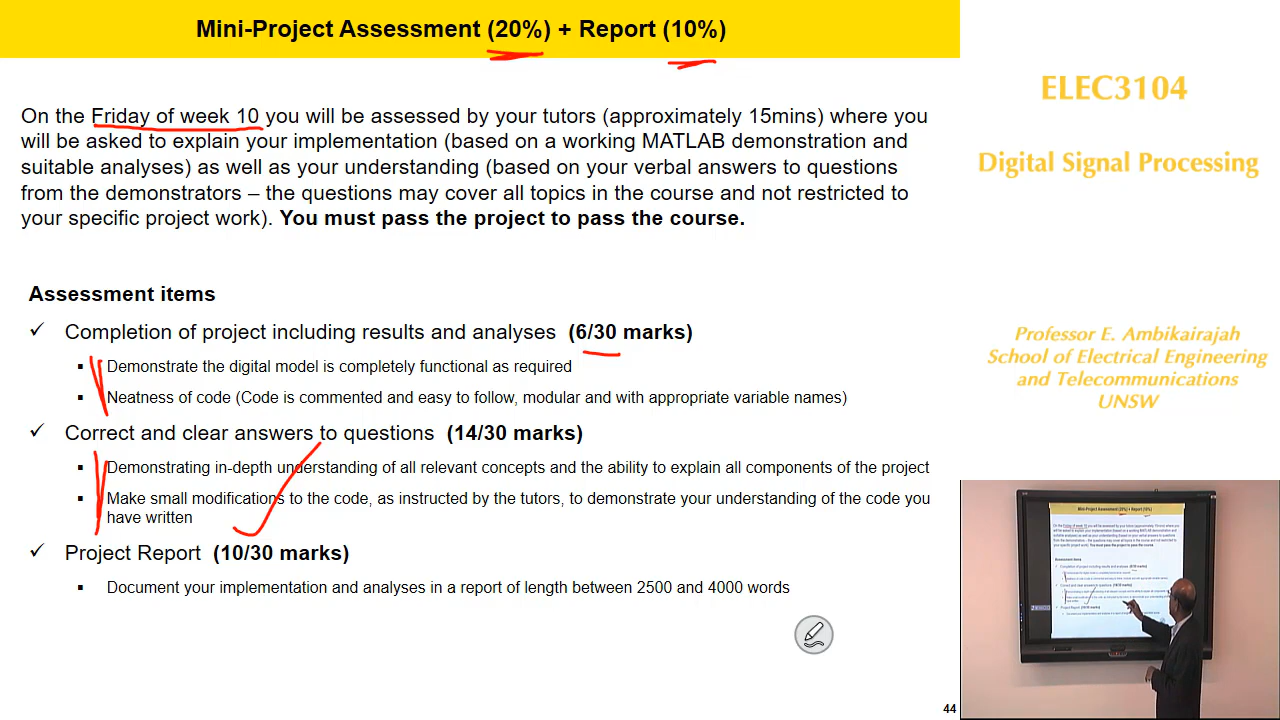 Mini-Project Assessment (20%) + Report (10%)
On the Friday of week 10 you will be assessed by your tutors (approximately 15mins) where you
will be asked to explain your implementation (based on a working MATLAB demonstration and
suitable analyses) as well as your understanding (based on your verbal answers to questions
from the demonstrators – the questions may cover all topics in the course and not restricted to
your specific project work). You must pass the project to pass the course.
Assessment items
✓ Completion of project including results and analyses (6/30 marks)
▪ Demonstrate the digital model is completely functional as required
▪ Neatness of code (Code is commented and easy to follow, modular and with appropriate variable names)
✓ Correct and clear answers to questions (14/30 marks)
▪ Demonstrating in-depth understanding of all relevant concepts and the ability to explain all components of the project
▪ Make small modifications to the code, as instructed by the tutors, to demonstrate your understanding of the code you
have written
✓ Project Report (10/30 marks)
▪ Document your implementation and analyses in a report of length between 2500 and 4000 words
44
ELEC3104
Digital Signal Processing
Professor E. Ambikairajah
School of Electrical Engineering
and Telecommunications
UNSW
Mini-Project Assessment (20%) + Report (10%)